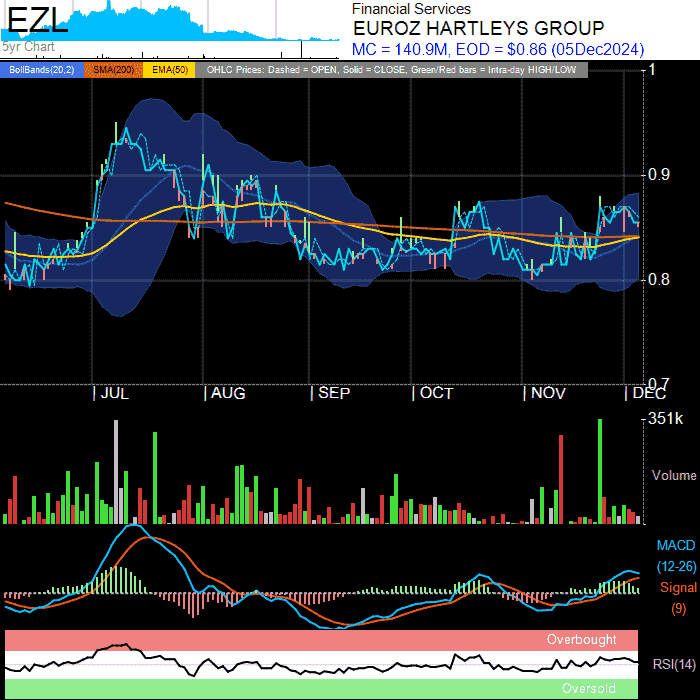 EZL
5yr Chart
Financial Services
EUROZ HARTLEYS GROUP
MC = 140.9M, EOD = $0.86 (05Dec2024)
BollBands(20,2) SMA(200) EMA(50) OHLC Prices: Dashed = OPEN, Solid = CLOSE, Green/Red bars = Intra-day HIGH/LOW
1
0.9
0.8
0.7
JUL AUG SEP OCT NOV DEC
351k
Volume
MACD
(12-26)
Signal
(9)
Overbought
RSI(14)
Oversold